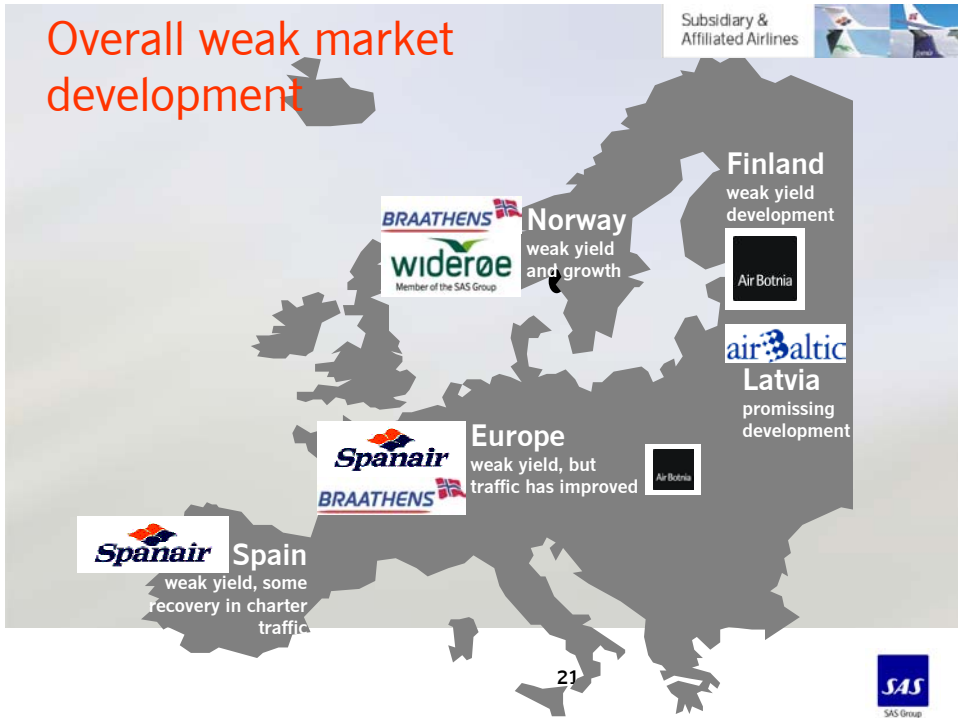 Overall weak market
development
Subsidiary &
Affiliated Airlines
Finland
weak yield
development
Air Botnia
BRAATHENS
widerøe
Member of the SAS Group
Norway
weak yield
and growth
airBaltic
Latvia
promissing
development
Spanair
BRAATHENS
Europe
weak yield, but
traffic has improved
Air Botnia
Spanair
Spain
weak yield, some
recovery in charter
traffic
21
SAS
SAS Group